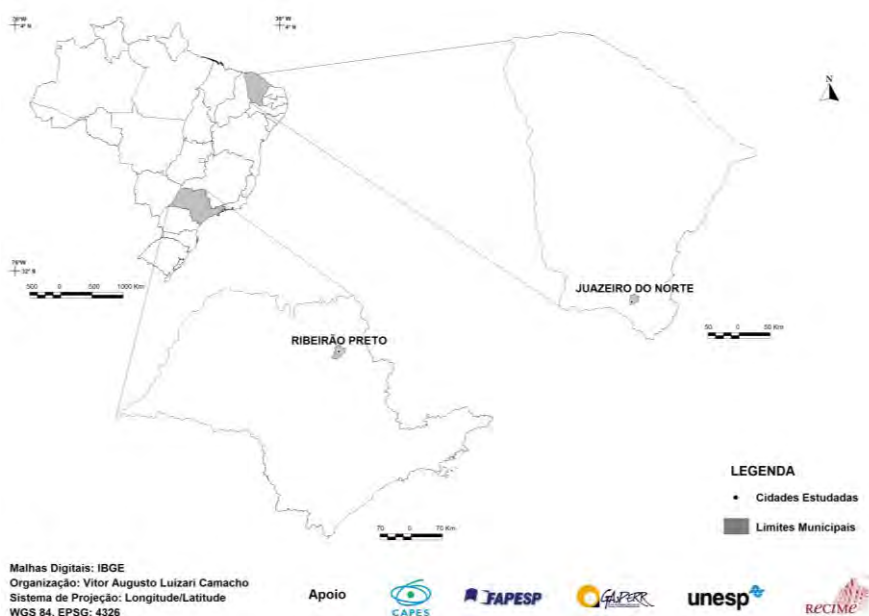 4° N
4° N
N
JUAZEIRO DO NORTE
32° S
500 0 500 1000 Km
50 0 50 Km
RIBEIRÃO PRETO
LEGENDA
Cidades Estudadas
70 0 70 Km
Limites Municipais
Malhas Digitais: IBGE
Organização: Vitor Augusto Luizari Camacho
Sistema de Projeção: Longitude/Latitude
WGS 84, EPSG: 4326
Apoio
CAPES
FAPESP
GAsPERR
unesp
ReCiMe